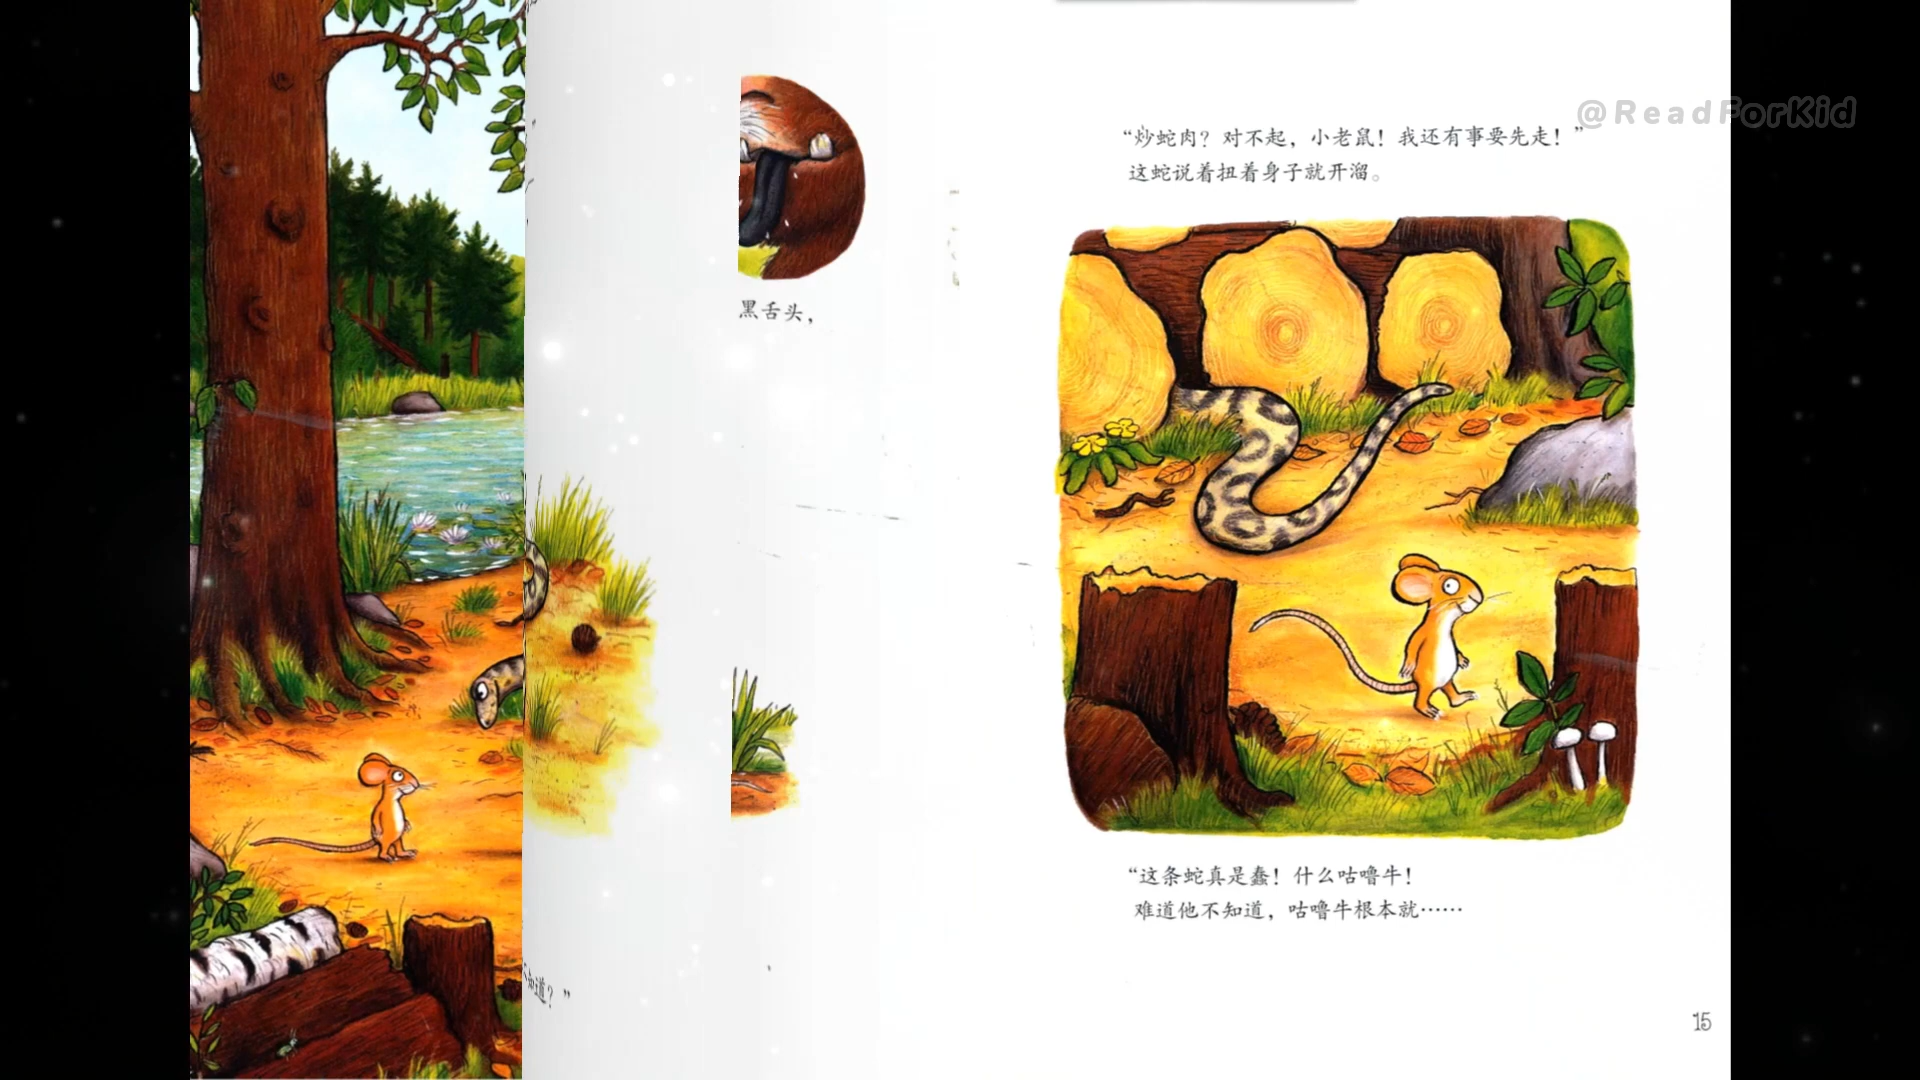 @ReadForKid
黑舌头，
知道？”
“炒蛇肉？对不起，小老鼠！我还有事要先走！”
这蛇说着扭着身子就开溜。
“这条蛇真是蠢！什么咕噜牛！
难道他不知道，咕噜牛根本就……
15